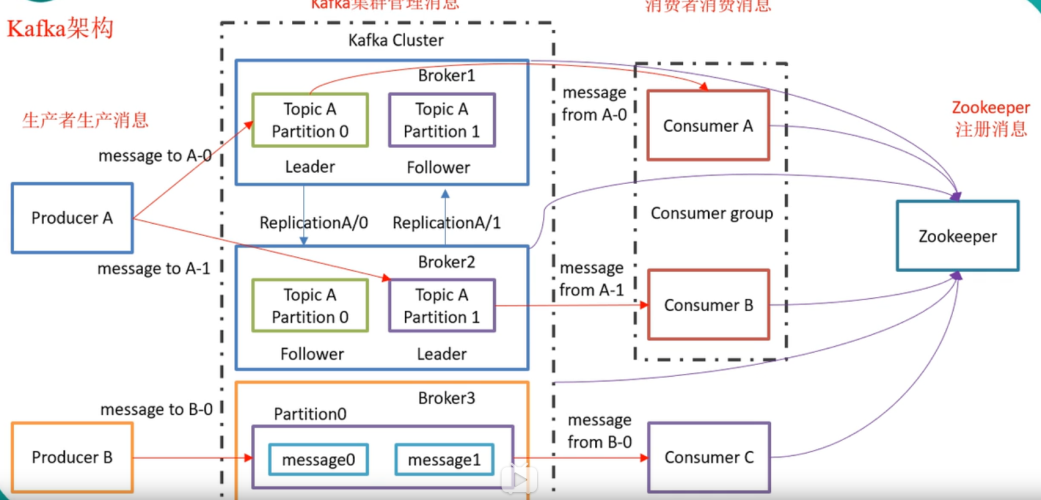 Kafka集群管理消息
消费者消费消息
Kafka架构
Kafka Cluster
Broker1
Topic A
Partition 0
Topic A
Partition 1
Leader
Follower
message
from A-0
Consumer A
Zookeeper
注册消息
生产者生产消息
message to A-0
Producer A
ReplicationA/0
ReplicationA/1
Consumer group
Zookeeper
message to A-1
Broker2
Topic A
Partition 0
Topic A
Partition 1
Follower
Leader
message
from A-1
Consumer B
message to B-0
Producer B
Broker3
Partition0
message0
message1
message
from B-0
Consumer C